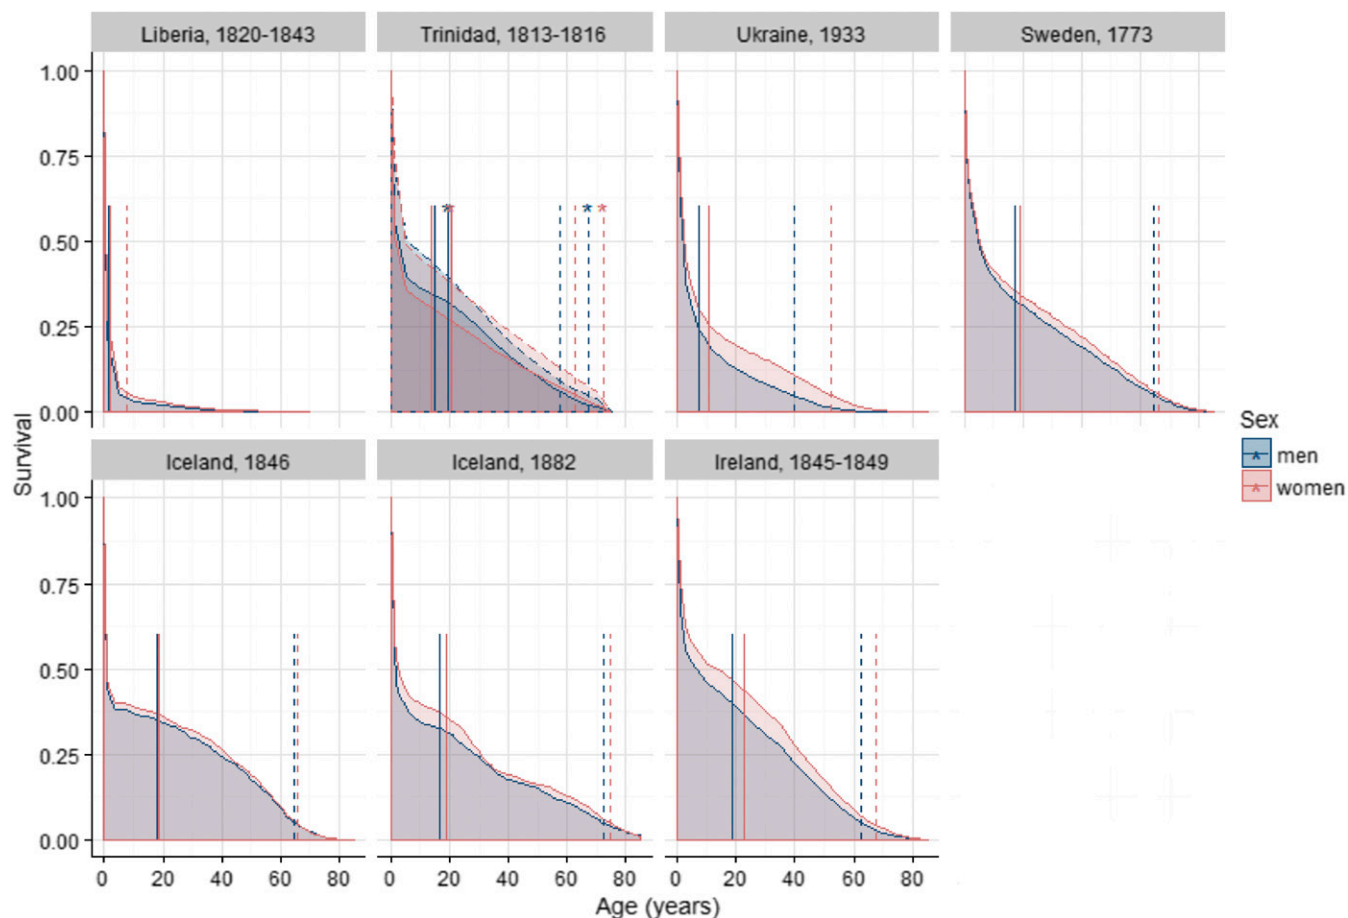 Liberia, 1820-1843
Trinidad, 1813-1816
Ukraine, 1933
Sweden, 1773
1.00
0.75
0.50
0.25
0.00
Iceland, 1846
Iceland, 1882
Ireland, 1845-1849
1.00
0.75
0.50
0.25
0.00
0 20 40 60 80
0 20 40 60 80
0 20 40 60 80
Survival
Age (years)
Sex
men
women